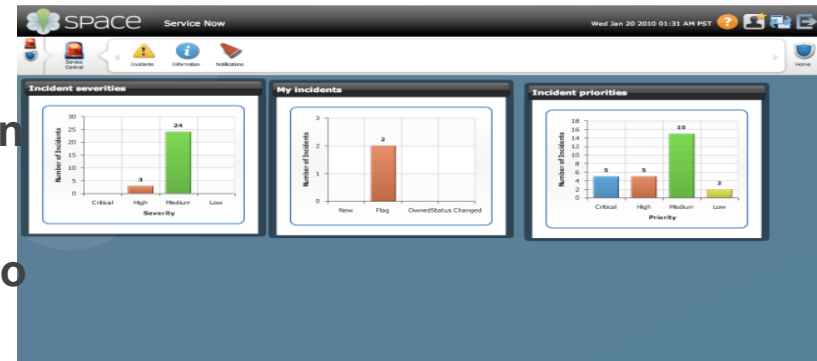 space Service Now
Wed Jan 20 2010 01:31 AM PST ?
Service Central
Incidents
Information
Notifications
Home
n
o
Incident severities
Number of Incidents
30
25
20
15
10
5
0
3
24
Critical High Medium Low
Severity
My incidents
Number of Incidents
3
2
1
0
2
New Flag OwnedStatus Changed
Incident priorities
Number of Incidents
18
16
14
12
10
8
6
4
2
0
5
5
15
2
Critical High Medium Low
Priority